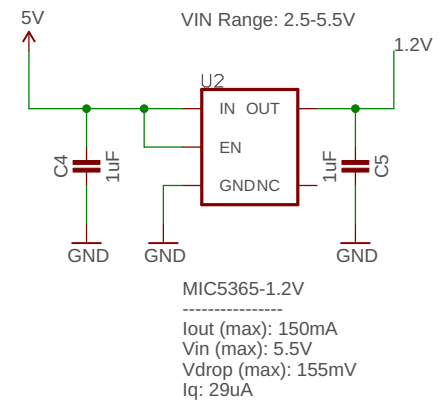 5V
VIN Range: 2.5-5.5V
1.2V
U2
IN OUT
EN
GND NC
C4
1uF
1uF
C5
GND
GND
GND
MIC5365-1.2V
----------------
Iout (max): 150mA
Vin (max): 5.5V
Vdrop (max): 155mV
Iq: 29uA